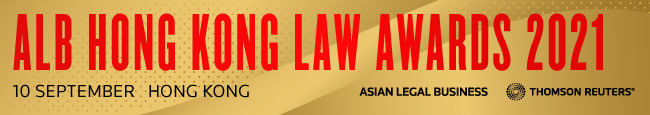 ALB HONG KONG LAW AWARDS 2021
10 SEPTEMBER HONG KONG
ASIAN LEGAL BUSINESS
THOMSON REUTERS®